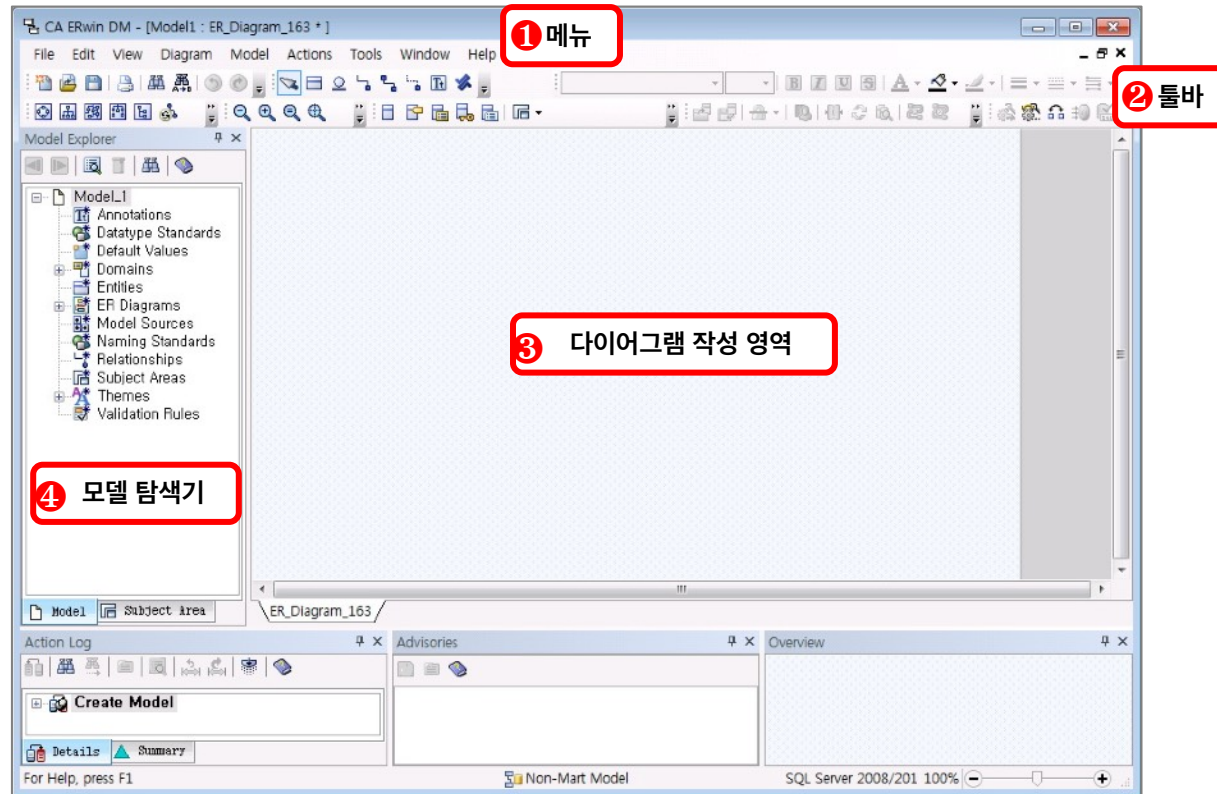 CA ERwin DM - [Model1 : ER_Diagram_163 * ]
❶ 메뉴
File Edit View Diagram Model Actions Tools Window Help
❷ 툴바
Model Explorer
Model_1
Annotations
Datatype Standards
Default Values
Domains
Entities
ER Diagrams
Model Sources
Naming Standards
Relationships
Subject Areas
Themes
Validation Rules
❸ 다이어그램 작성 영역
❹ 모델 탐색기
Model Subject Area
ER_Diagram_163
Action Log
Create Model
Details Summary
Advisories
Overview
For Help, press F1
Non-Mart Model
SQL Server 2008/201 100%